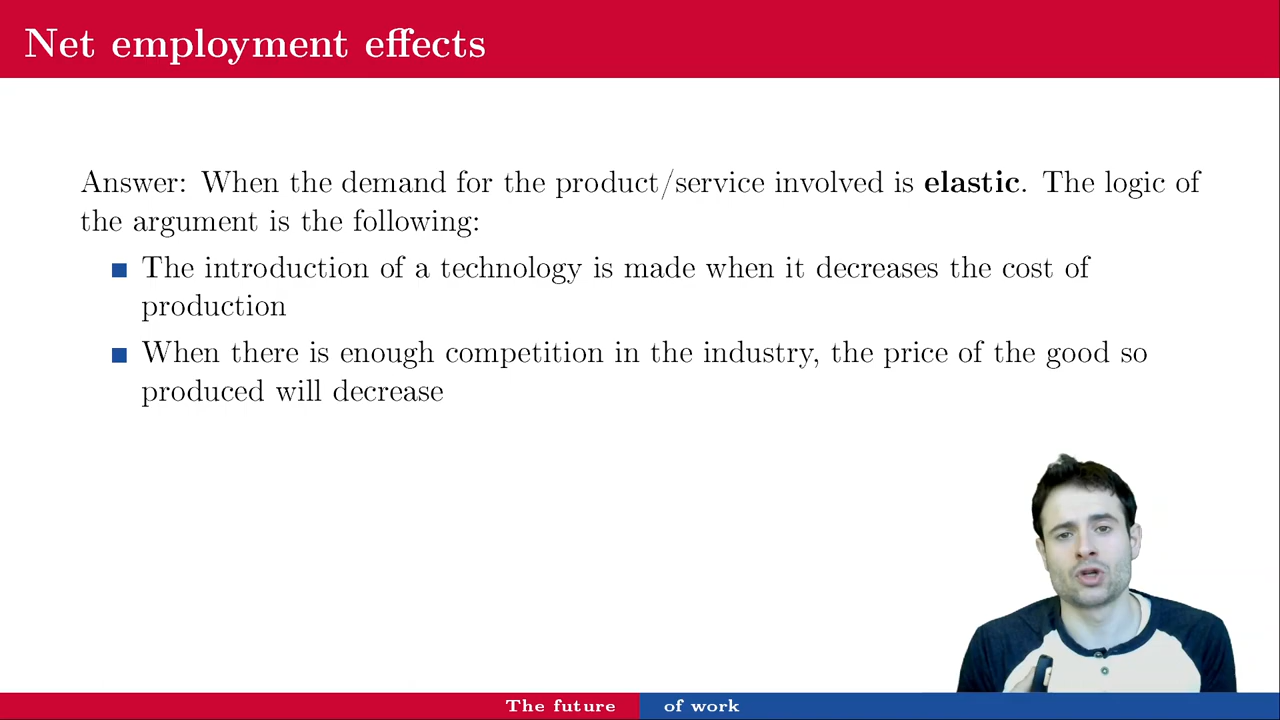 Net employment effects
Answer: When the demand for the product/service involved is elastic. The logic of
the argument is the following:
The introduction of a technology is made when it decreases the cost of
production
When there is enough competition in the industry, the price of the good so
produced will decrease
The future of work